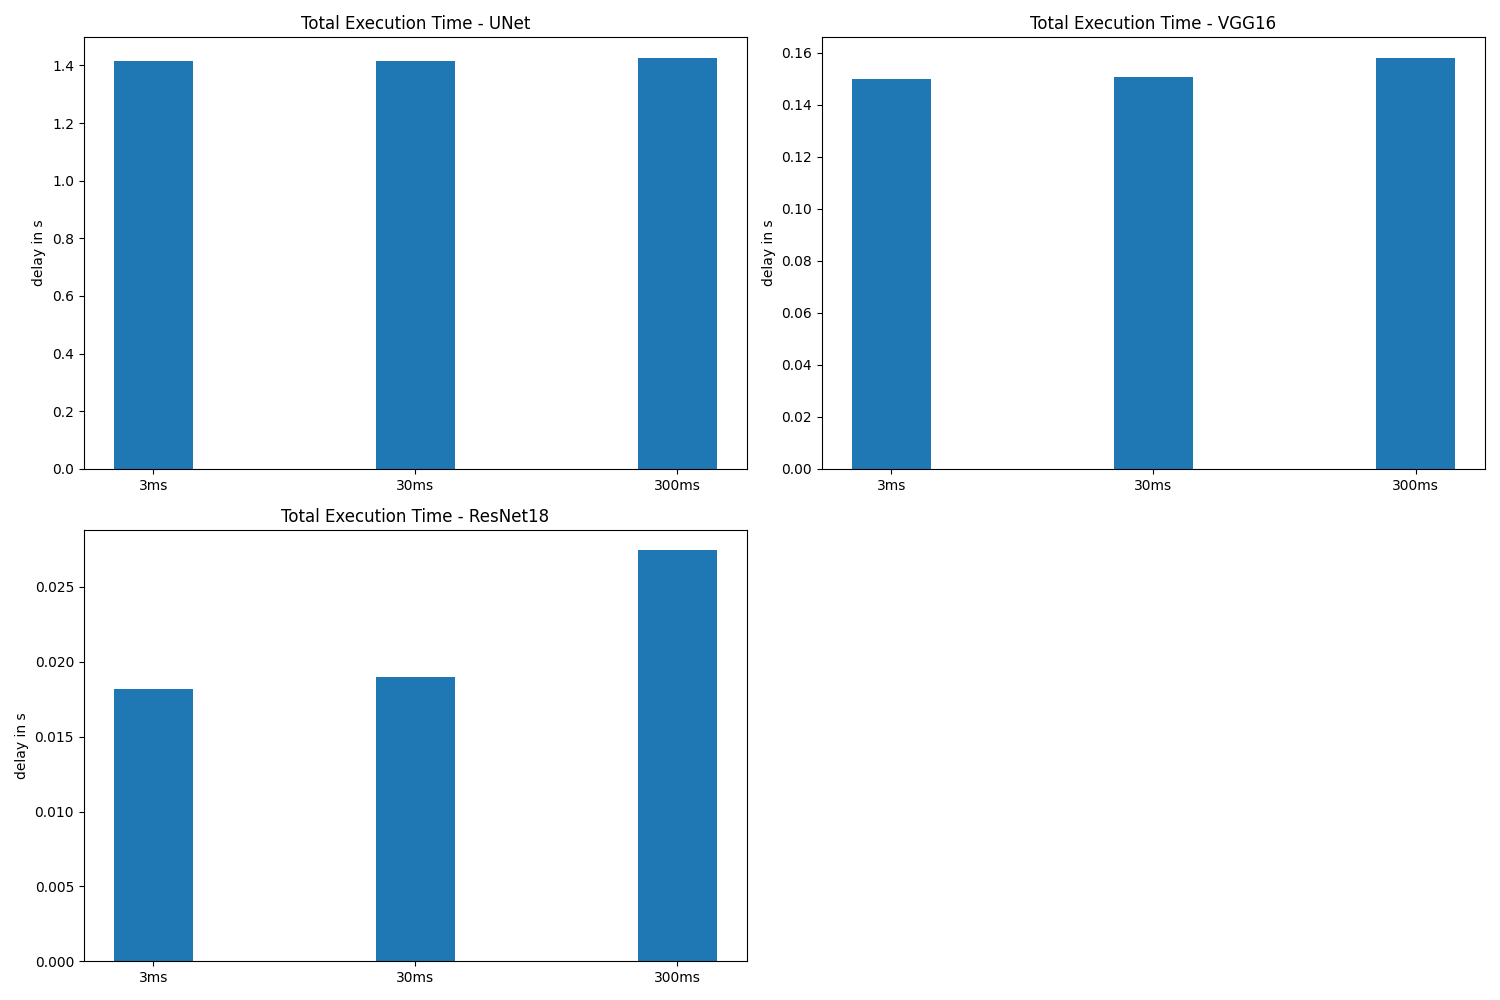 Total Execution Time - UNet
delay in s
1.4
1.2
1.0
0.8
0.6
0.4
0.2
0.0
3ms 30ms 300ms
Total Execution Time - VGG16
delay in s
0.16
0.14
0.12
0.10
0.08
0.06
0.04
0.02
0.00
3ms 30ms 300ms
Total Execution Time - ResNet18
delay in s
0.025
0.020
0.015
0.010
0.005
0.000
3ms 30ms 300ms